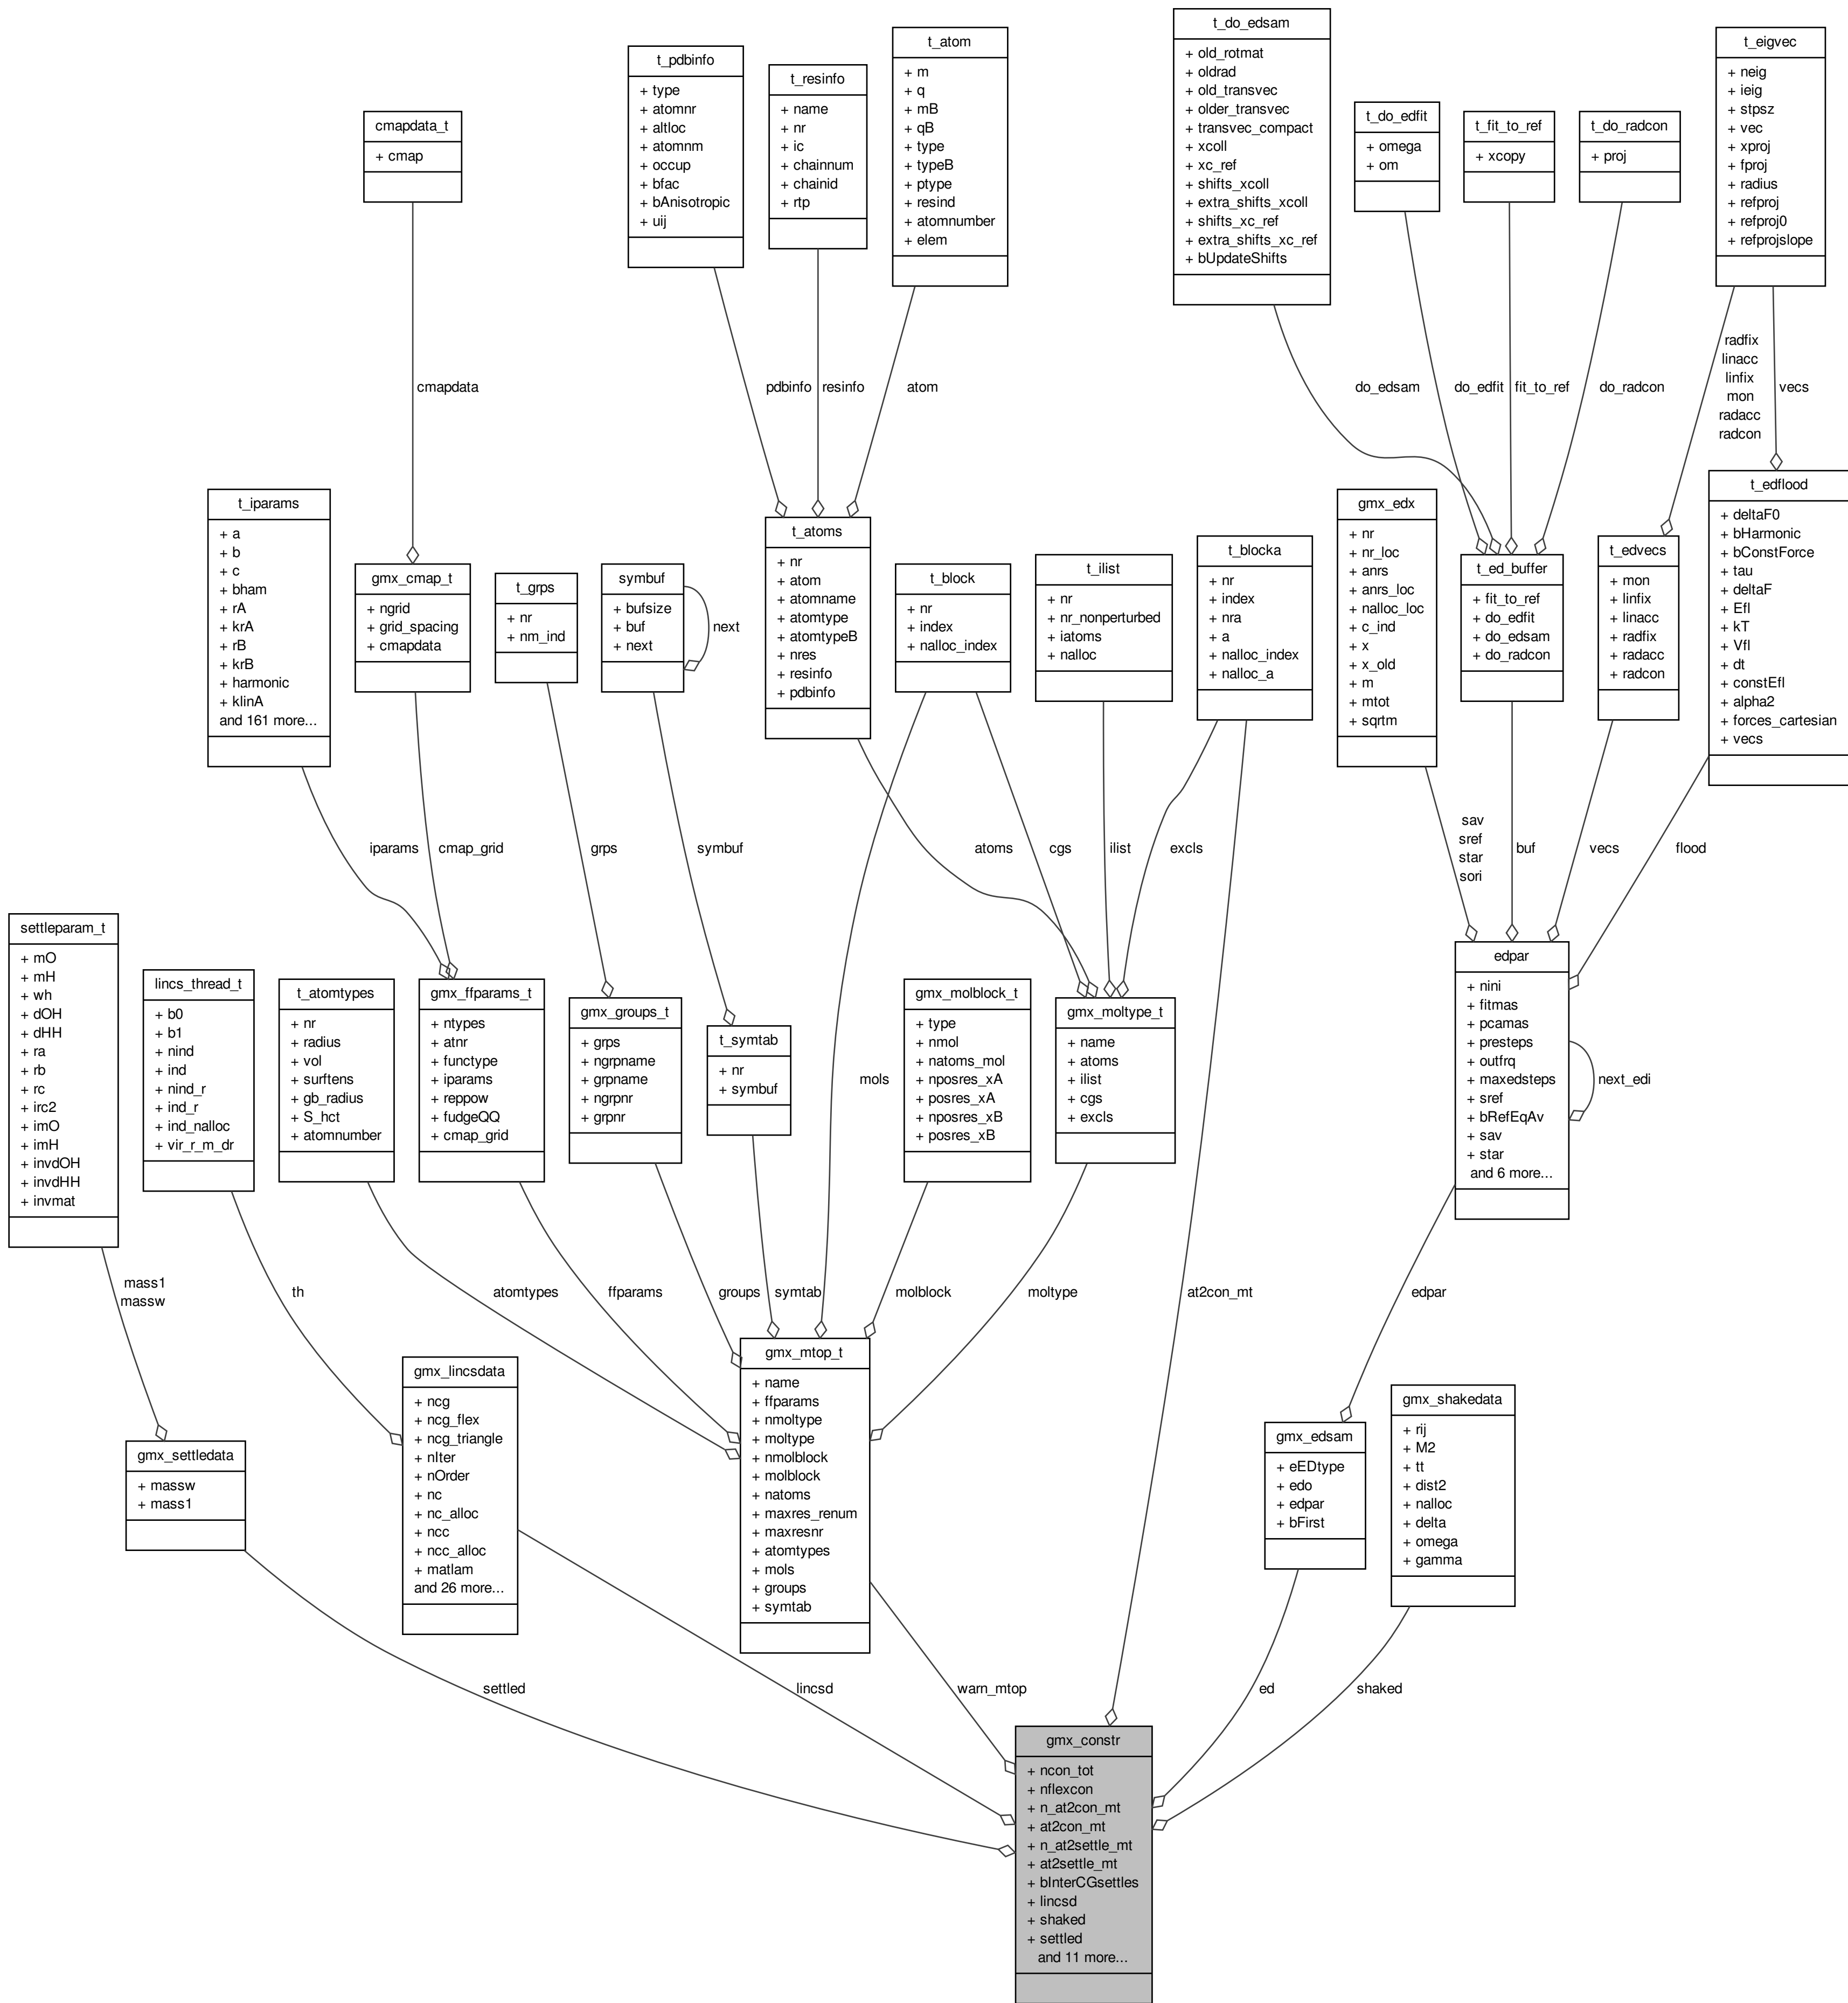 t_do_edsam
+ old_rotmat
+ oldrad
+ old_transvec
+ older_transvec
+ transvec_compact
+ xcoll
+ xc_ref
+ shifts_xcoll
+ extra_shifts_xcoll
+ shifts_xc_ref
+ extra_shifts_xc_ref
+ bUpdateShifts
t_atom
+ m
+ q
+ mB
+ qB
+ type
+ typeB
+ ptype
+ resind
+ atomnumber
+ elem
t_eigvec
+ neig
+ ieig
+ stpsz
+ vec
+ xproj
+ fproj
+ radius
+ refproj
+ refproj0
+ refprojslope
t_pdbinfo
+ type
+ atomnr
+ altloc
+ atomnm
+ occup
+ bfac
+ bAnisotropic
+ uij
t_resinfo
+ name
+ nr
+ ic
+ chainnum
+ chainid
+ rtp
cmapdata_t
+ cmap
t_do_edfit
+ omega
+ om
t_fit_to_ref
+ xcopy
t_do_radcon
+ proj
cmapdata
pdbinfo
resinfo
atom
do_edsam
do_edfit
fit_to_ref
do_radcon
radfix
linacc
linfix
mon
radacc
radcon
vecs
t_iparams
+ a
+ b
+ c
+ bham
+ rA
+ krA
+ rB
+ krB
+ harmonic
+ klinA
and 161 more...
gmx_cmap_t
+ ngrid
+ grid_spacing
+ cmapdata
t_grps
+ nr
+ nm_ind
symbuf
+ bufsize
+ buf
+ next
next
t_atoms
+ nr
+ atom
+ atomname
+ atomtype
+ atomtypeB
+ nres
+ resinfo
+ pdbinfo
t_block
+ nr
+ index
+ nalloc_index
t_ilist
+ nr
+ nr_nonperturbed
+ iatoms
+ nalloc
t_blocka
+ nr
+ index
+ nra
+ a
+ nalloc_index
+ nalloc_a
gmx_edx
+ nr
+ nr_loc
+ anrs
+ anrs_loc
+ nalloc_loc
+ c_ind
+ x
+ x_old
+ m
+ mtot
+ sqrtm
t_ed_buffer
+ fit_to_ref
+ do_edfit
+ do_edsam
+ do_radcon
t_edvecs
+ mon
+ linfix
+ linacc
+ radfix
+ radacc
+ radcon
t_edflood
+ deltaF0
+ bHarmonic
+ bConstForce
+ tau
+ deltaF
+ Efl
+ kT
+ Vfl
+ dt
+ constEfl
+ alpha2
+ forces_cartesian
+ vecs
iparams
cmap_grid
grps
symbuf
atoms
cgs
ilist
excls
sav
sref
star
sori
buf
vecs
flood
settleparam_t
+ mO
+ mH
+ wh
+ dOH
+ dHH
+ ra
+ rb
+ rc
+ irc2
+ imO
+ imH
+ invdOH
+ invdHH
+ invmat
lincs_thread_t
+ b0
+ b1
+ nind
+ ind
+ nind_r
+ ind_r
+ ind_nalloc
+ vir_r_m_dr
t_atomtypes
+ nr
+ radius
+ vol
+ surftens
+ gb_radius
+ S_hct
+ atomnumber
gmx_ffparams_t
+ ntypes
+ atnr
+ functype
+ iparams
+ reppow
+ fudgeQQ
+ cmap_grid
gmx_groups_t
+ grps
+ ngrpname
+ grpname
+ ngrpnr
+ grpnr
t_symtab
+ nr
+ symbuf
mols
gmx_molblock_t
+ type
+ nmol
+ natoms_mol
+ nposres_xA
+ posres_xA
+ nposres_xB
+ posres_xB
gmx_moltype_t
+ name
+ atoms
+ ilist
+ cgs
+ excls
edpar
+ nini
+ fitmas
+ pcamas
+ presteps
+ outfrq
+ maxedsteps
+ sref
+ bRefEqAv
+ sav
+ star
and 6 more...
next_edi
mass1
massw
th
atomtypes
ffparams
groups
symtab
molblock
moltype
at2con_mt
edpar
gmx_settledata
+ massw
+ mass1
gmx_lincsdata
+ ncg
+ ncg_flex
+ ncg_triangle
+ nIter
+ nOrder
+ nc
+ nc_alloc
+ ncc
+ ncc_alloc
+ matlam
and 26 more...
gmx_mtop_t
+ name
+ ffparams
+ nmoltype
+ moltype
+ nmolblock
+ molblock
+ natoms
+ maxres_renum
+ maxresnr
+ atomtypes
+ mols
+ groups
+ symtab
gmx_edsam
+ eEDtype
+ edo
+ edpar
+ bFirst
gmx_shakedata
+ rij
+ M2
+ tt
+ dist2
+ nalloc
+ delta
+ omega
+ gamma
settled
lincsd
warn_mtop
ed
shaked
gmx_constr
+ ncon_tot
+ nflexcon
+ n_at2con_mt
+ at2con_mt
+ n_at2settle_mt
+ at2settle_mt
+ bInterCGsettles
+ lincsd
+ shaked
+ settled
and 11 more...